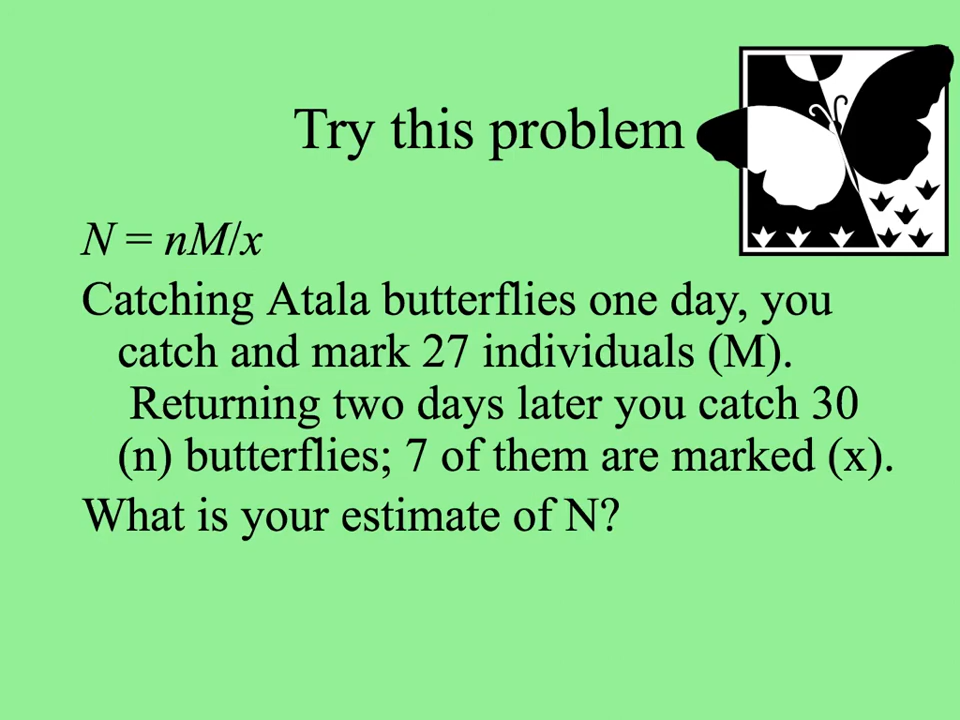 Try this problem
N = nM/x
Catching Atala butterflies one day, you
catch and mark 27 individuals (M).
Returning two days later you catch 30
(n) butterflies; 7 of them are marked (x).
What is your estimate of N?